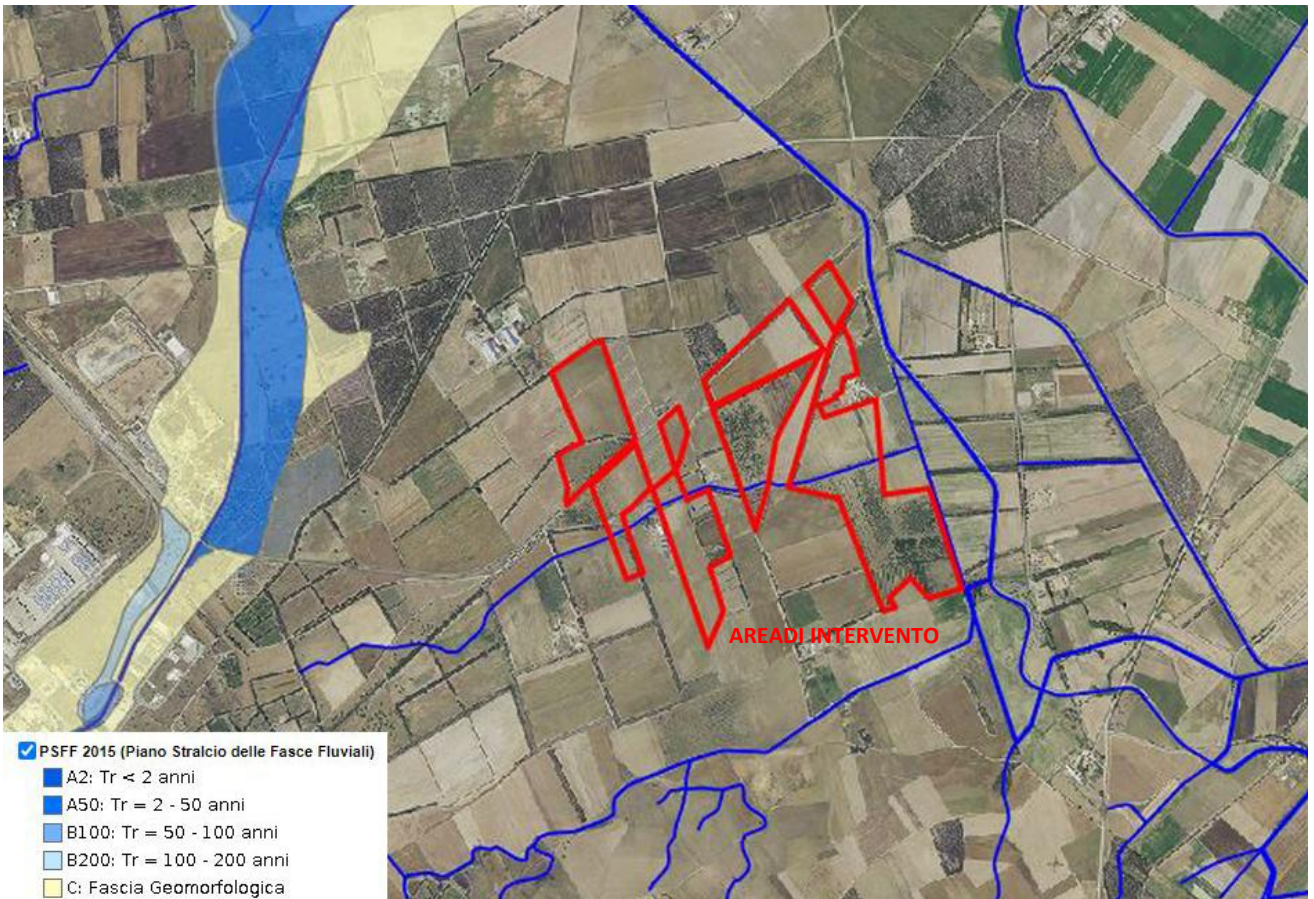 AREADI INTERVENTO
PSFF 2015 (Piano Stralcio delle Fasce Fluviali)
A2: Tr < 2 anni
A50: Tr = 2 - 50 anni
B100: Tr = 50 - 100 anni
B200: Tr = 100 - 200 anni
C: Fascia Geomorfologica